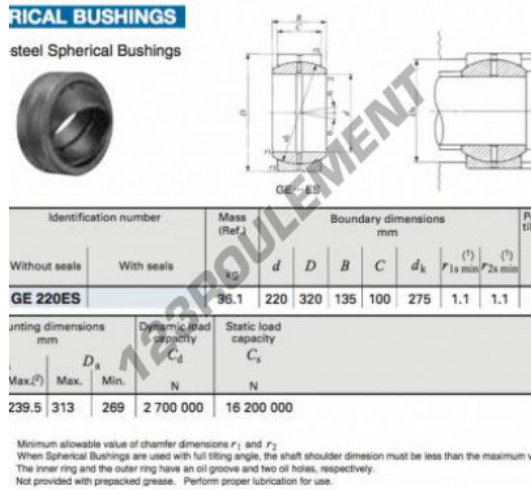 RICAL BUSHINGS
-steel Spherical Bushings
B
C
D
d
GE···ES
123ROULEMENT
Identification number
Mass
(Ref.)
Boundary dimensions
mm
Without seals
With seals
kg
d
D
B
C
dk
r1s min (1)
r2s min (1)
GE 220ES
36.1
220
320
135
100
275
1.1
1.1
unting dimensions
mm
Dynamic load
capacity
Cd
Static load
capacity
Cs
Da
Max.(2)
Max.
Min.
N
N
239.5
313
269
2 700 000
16 200 000
Minimum allowable value of chamfer dimensions r1 and r2
When Spherical Bushings are used with full tilting angle, the shaft shoulder dimesion must be less than the maximum v
The inner ring and the outer ring have an oil groove and two oil holes, respectively.
Not provided with prepacked grease. Perform proper lubrication for use.